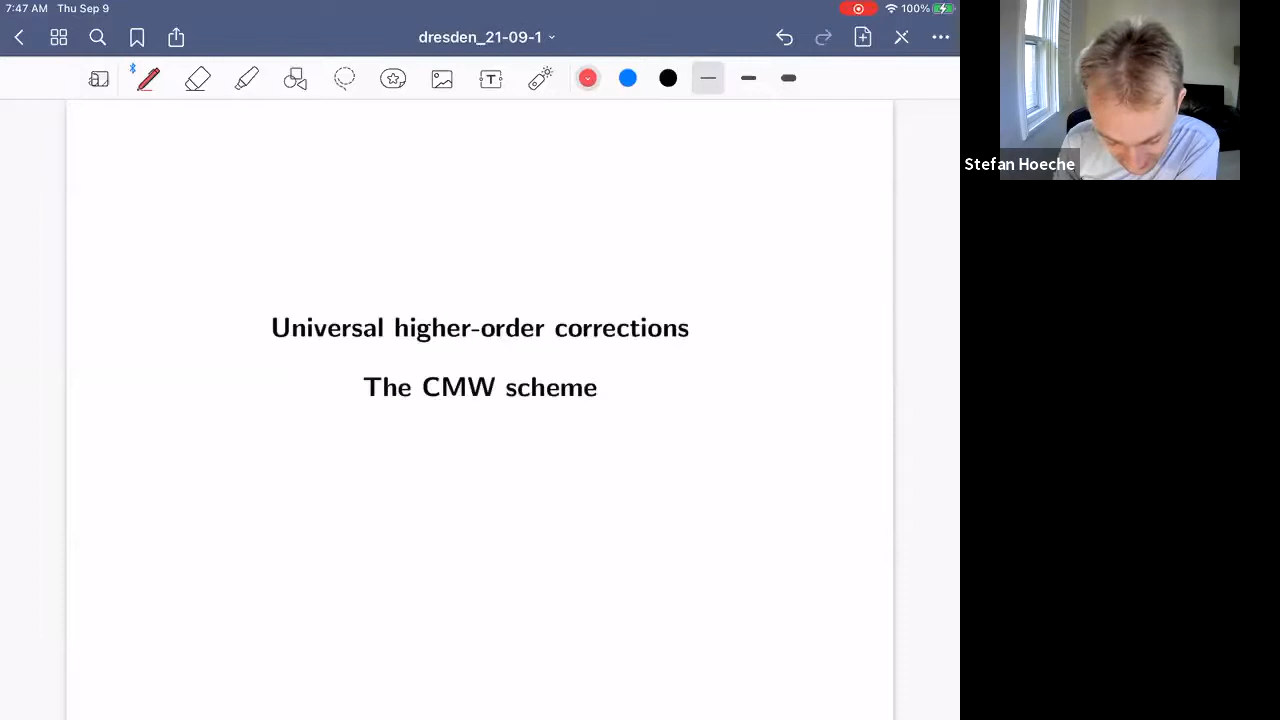 7:47 AM Thu Sep 9
100%
dresden_21-09-1
T
Stefan Hoeche
Universal higher-order corrections
The CMW scheme